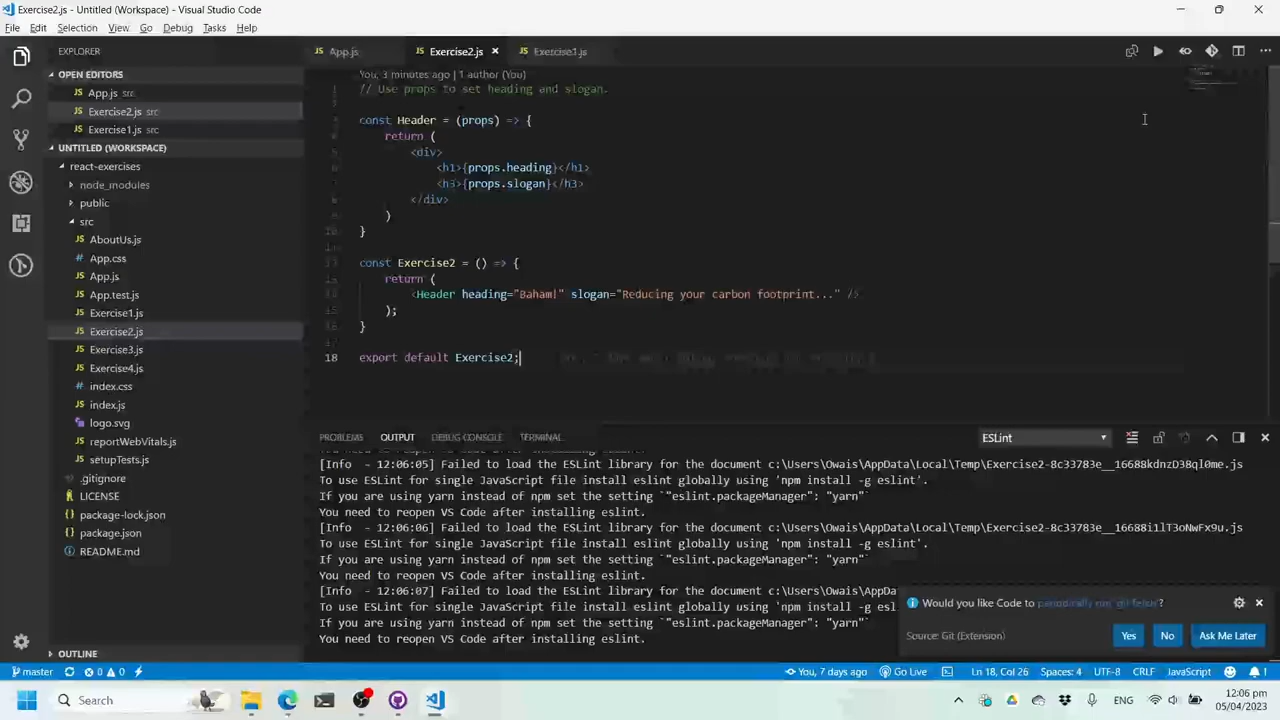 Exercise2.js - Untitled (Workspace) - Visual Studio Code
File Edit Selection View Go Debug Tasks Help
EXPLORER
OPEN EDITORS
App.js src
Exercise2.js src
Exercise1.js src
UNTITLED (WORKSPACE)
react-exercises
node_modules
public
src
AboutUs.js
App.css
App.js
App.test.js
Exercise1.js
Exercise2.js
Exercise3.js
Exercise4.js
index.css
index.js
logo.svg
reportWebVitals.js
setupTests.js
.gitignore
LICENSE
package-lock.json
package.json
README.md
OUTLINE
App.js Exercise2.js Exercise1.js
You, 3 minutes ago | 1 author (You)
1 // Use props to set heading and slogan.
const Header = (props) => {
return (
5 <div>
6 <h1>{props.heading}</h1>
<h3>{props.slogan}</h3>
</div>
)
10 }
const Exercise2 = () => {
return (
<Header heading="Baham!" slogan="Reducing your carbon footprint..." />
);
}
18 export default Exercise2;
PROBLEMS OUTPUT DEBUG CONSOLE TERMINAL ESLint
[Info - 12:06:05] Failed to load the ESLint library for the document c:\Users\Owais\AppData\Local\Temp\Exercise2-8c33783e__16688kdnzD38ql0me.js
To use ESLint for single JavaScript file install eslint globally using 'npm install -g eslint'.
If you are using yarn instead of npm set the setting `"eslint.packageManager": "yarn"`
You need to reopen VS Code after installing eslint.
[Info - 12:06:06] Failed to load the ESLint library for the document c:\Users\Owais\AppData\Local\Temp\Exercise2-8c33783e__16688i1lT3oNwFx9u.js
To use ESLint for single JavaScript file install eslint globally using 'npm install -g eslint'.
If you are using yarn instead of npm set the setting `"eslint.packageManager": "yarn"`
You need to reopen VS Code after installing eslint.
[Info - 12:06:07] Failed to load the ESLint library for the
To use ESLint for single JavaScript file install eslint globally using 'npm install -g esl
If you are using yarn instead of npm set the setting `"eslint.packageManager": "yarn"`
You need to reopen VS Code after installing eslint.
Would you like Code to periodically run 'git fetch'?
Source: Git (Extension) Yes No Ask Me Later
master 0 0 You, 7 days ago Go Live Ln 18, Col 26 Spaces: 4 UTF-8 CRLF JavaScript 1
Search ENG 12:06 pm
05/04/2023